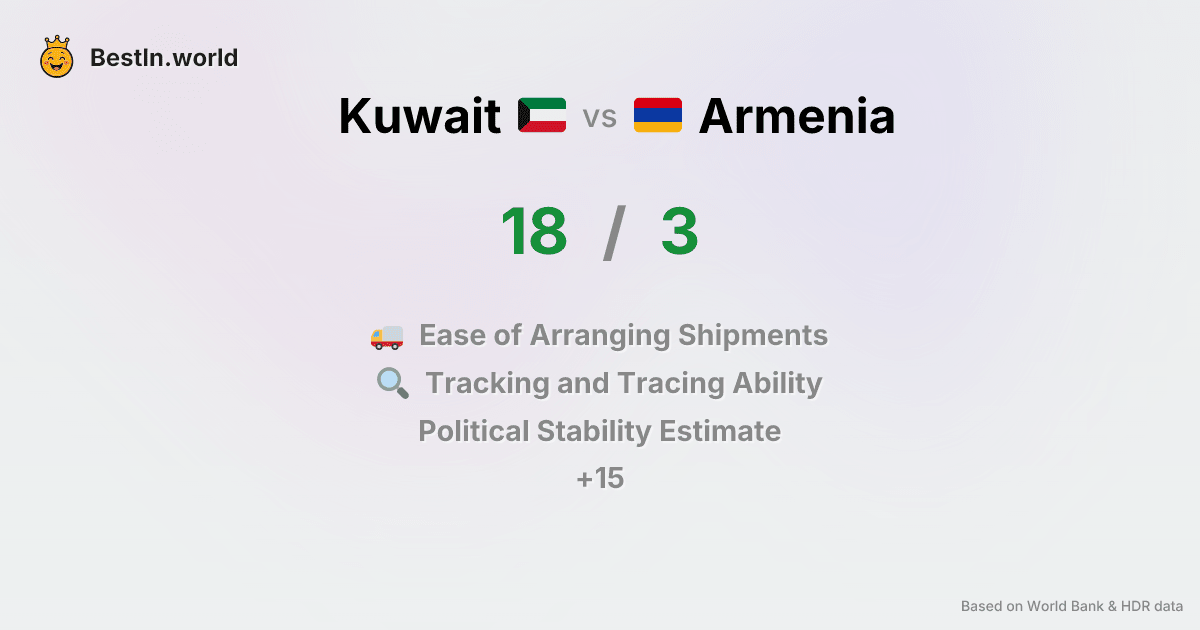 BestIn.world
Kuwait vs Armenia
18 / 3
Ease of Arranging Shipments
Tracking and Tracing Ability
Political Stability Estimate
+15
Based on World Bank & HDR data